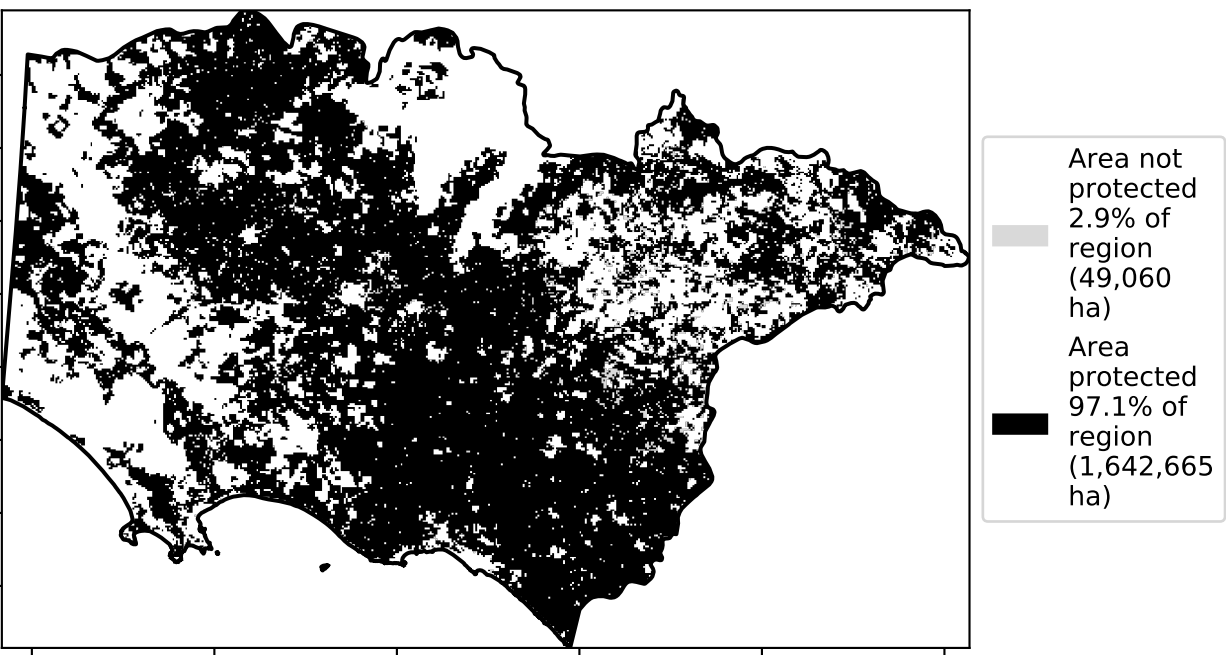 Area not
protected
2.9% of
region
(49,060
ha)
Area
protected
97.1% of
region
(1,642,665
ha)